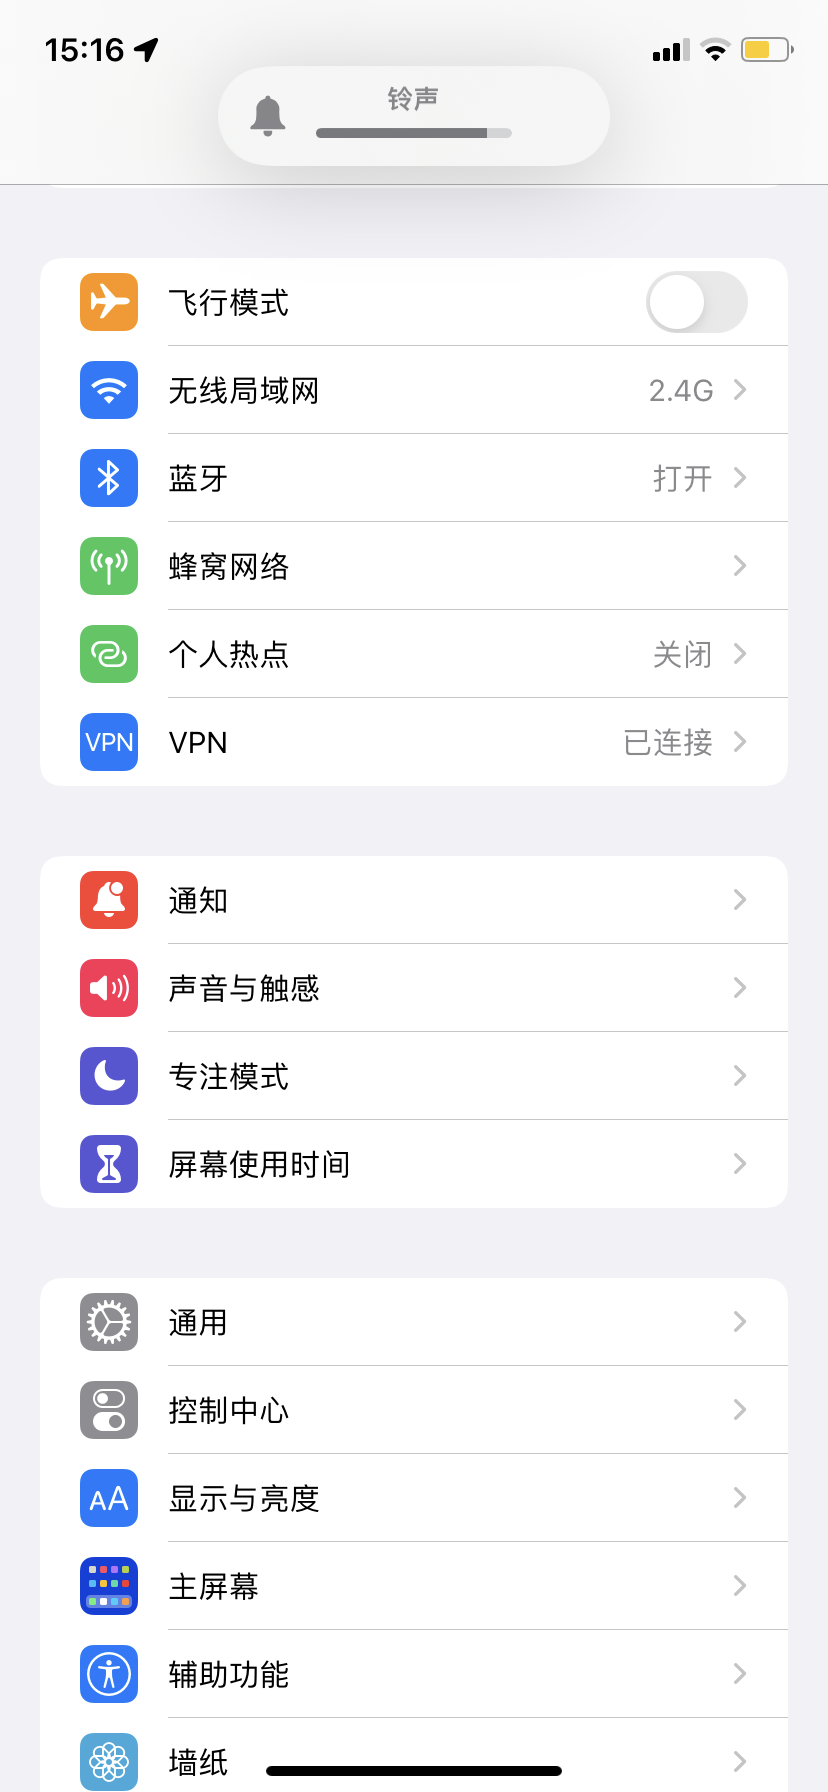 15:16
铃声
飞行模式
无线局域网 2.4G
蓝牙 打开
蜂窝网络
个人热点 关闭
VPN VPN 已连接
通知
声音与触感
专注模式
屏幕使用时间
通用
控制中心
AA 显示与亮度
主屏幕
辅助功能
墙纸